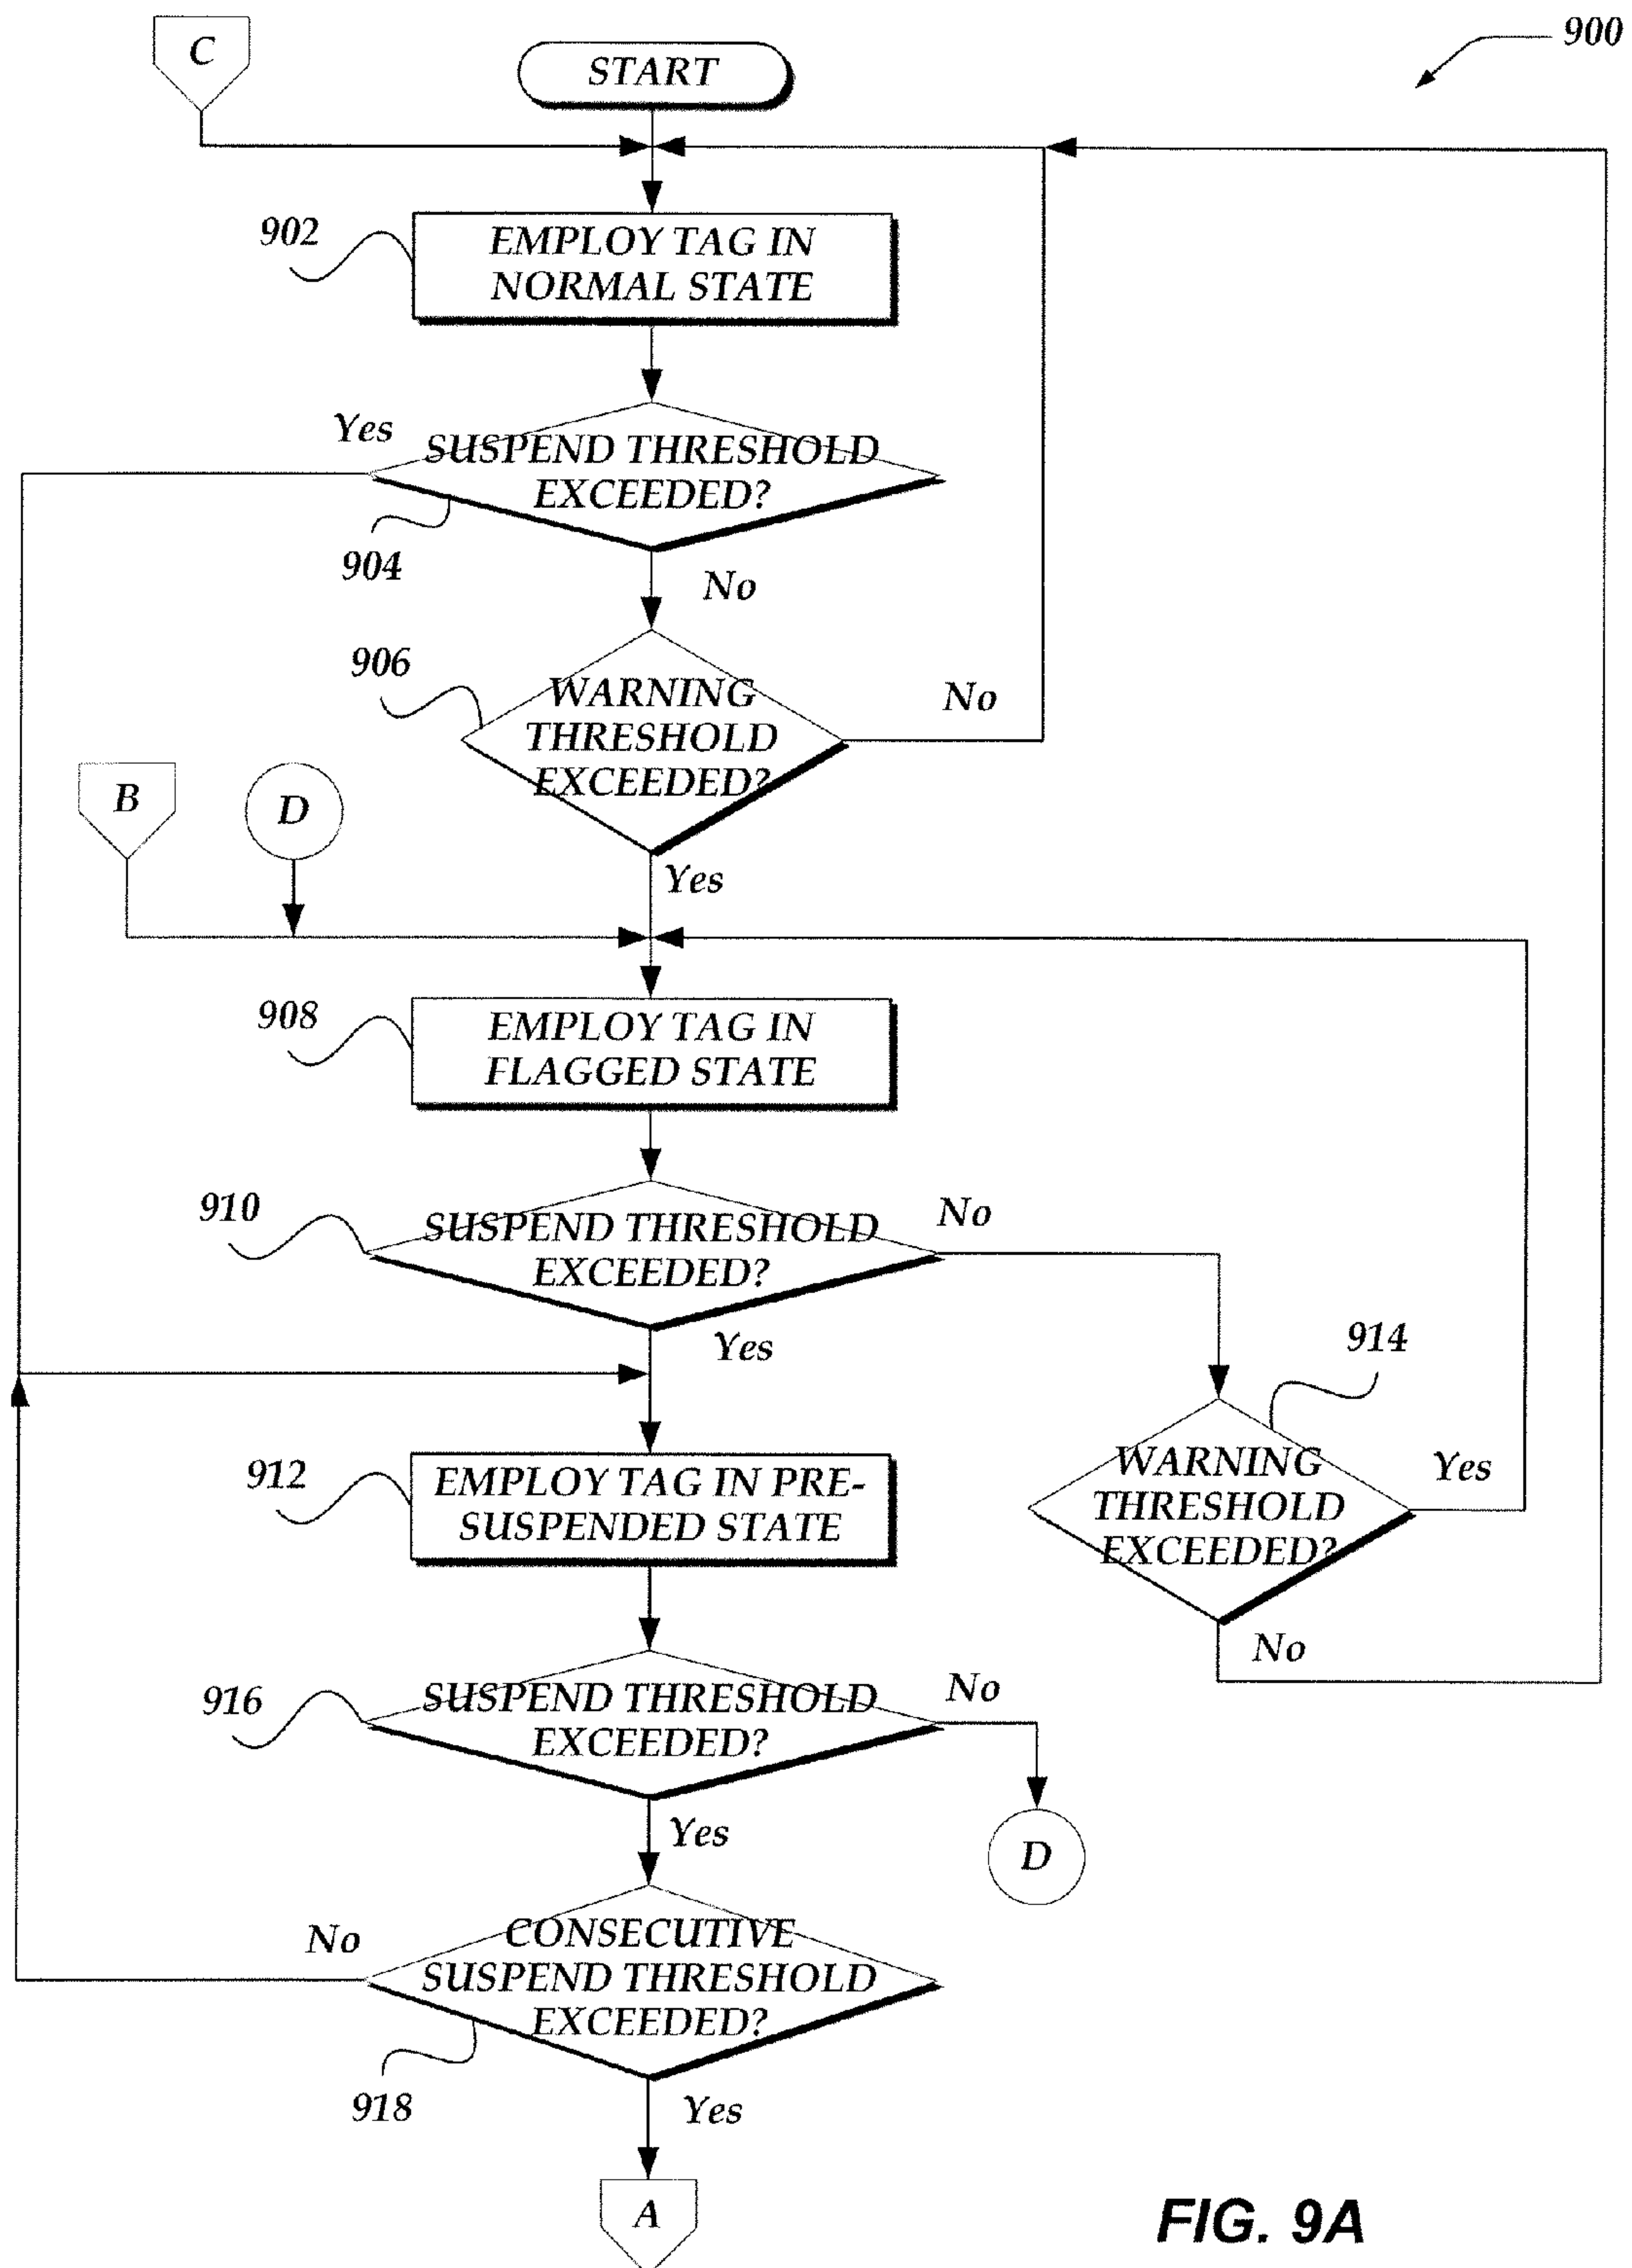 C
START
900
902
EMPLOY TAG IN
NORMAL STATE
Yes
SUSPEND THRESHOLD
EXCEEDED?
904
No
906
WARNING
THRESHOLD
EXCEEDED?
No
B
D
Yes
908
EMPLOY TAG IN
FLAGGED STATE
910
SUSPEND THRESHOLD
EXCEEDED?
No
Yes
914
912
EMPLOY TAG IN PRE-
SUSPENDED STATE
WARNING
THRESHOLD
EXCEEDED?
Yes
No
916
SUSPEND THRESHOLD
EXCEEDED?
No
Yes
D
No
CONSECUTIVE
SUSPEND THRESHOLD
EXCEEDED?
918
Yes
A
FIG. 9A